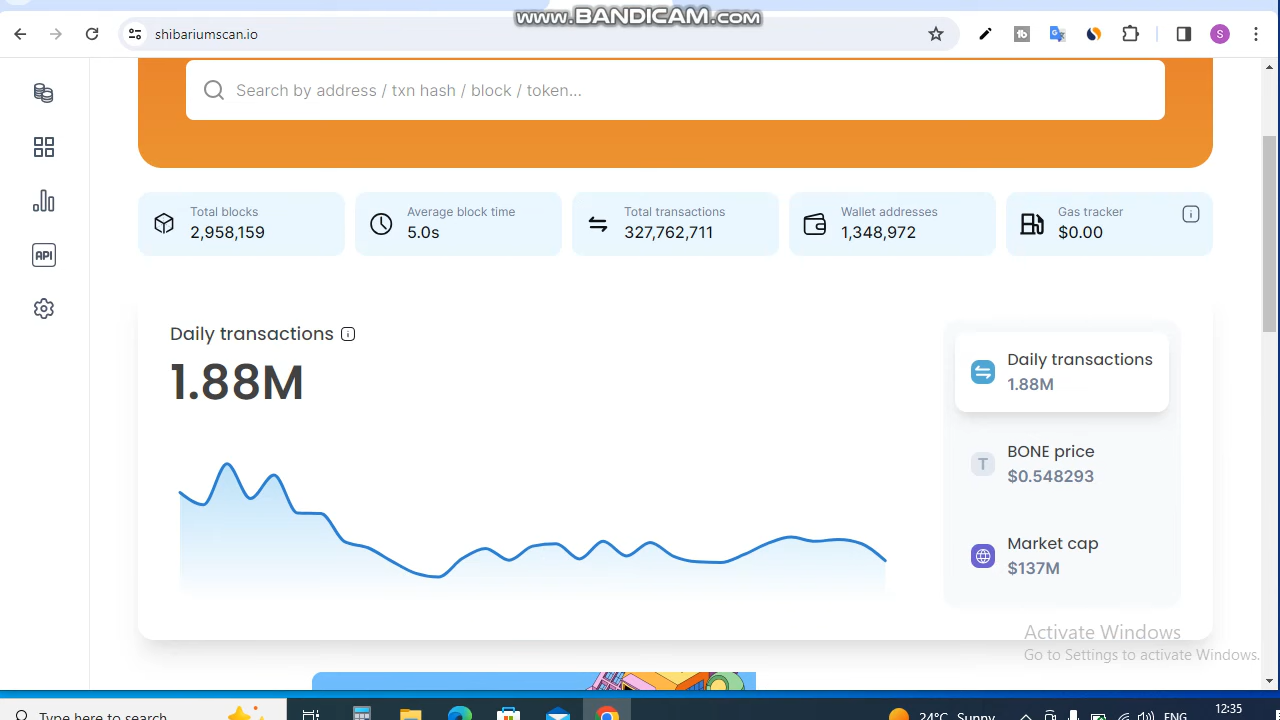 www.BANDICAM.com
shibariumscan.io
S
Search by address / txn hash / block / token...
API
Total blocks
2,958,159
Average block time
5.0s
Total transactions
327,762,711
Wallet addresses
1,348,972
Gas tracker
$0.00
Daily transactions
1.88M
Daily transactions
1.88M
T
BONE price
$0.548293
Market cap
$137M
Activate Windows
Go to Settings to activate Windows.
Type here to search
24°C Sunny
12:35